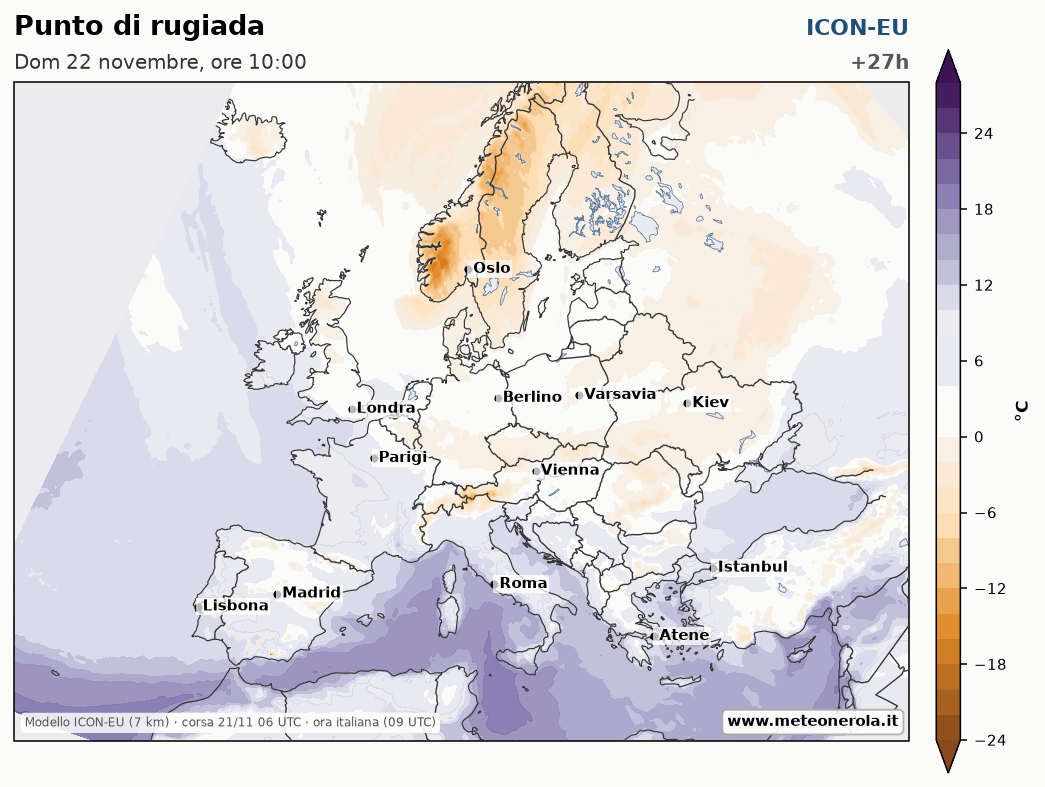 Punto di rugiada
ICON-EU
Dom 22 novembre, ore 10:00
+27h
24
18
12
6
0
−6
−12
−18
−24
°C
Oslo
Londra
Berlino
Varsavia
Kiev
Parigi
Vienna
Madrid
Lisbona
Roma
Istanbul
Atene
Modello ICON-EU (7 km) · corsa 21/11 06 UTC · ora italiana (09 UTC)
www.meteonerola.it